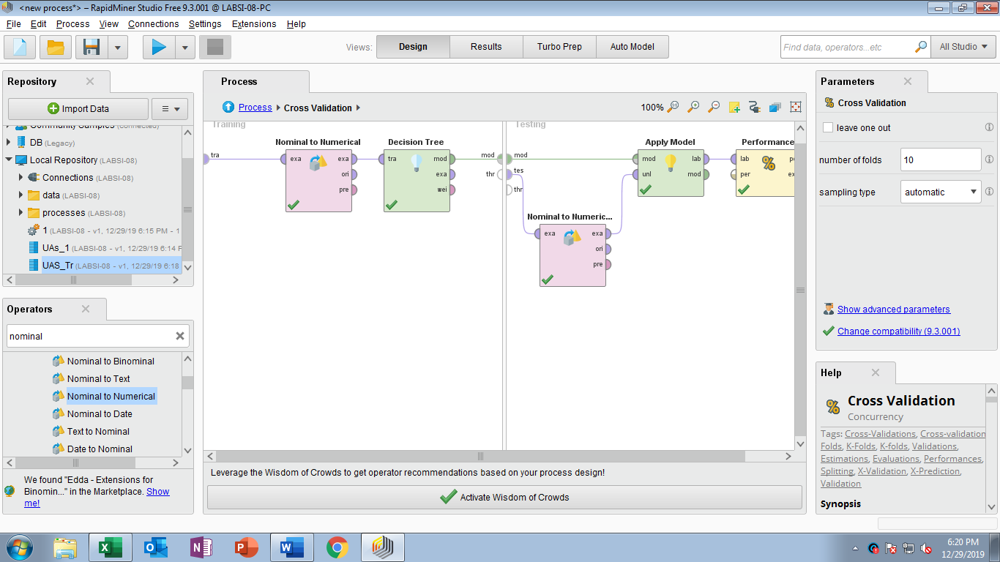 <new process*> – RapidMiner Studio Free 9.3.001 @ LABSI-08-PC
File Edit Process View Connections Settings Extensions Help
Views: Design Results Turbo Prep Auto Model
Find data, operators...etc
All Studio
Repository
Import Data
Community Samples (connected)
DB (Legacy)
Local Repository (LABSI-08)
Connections (LABSI-08)
data (LABSI-08)
processes (LABSI-08)
1 (LABSI-08 - v1, 12/29/19 6:15 PM - 1
UAs_1 (LABSI-08 - v1, 12/29/19 6:14 P
UAS_Tr (LABSI-08 - v1, 12/29/19 6:18
Operators
nominal
Nominal to Binominal
Nominal to Text
Nominal to Numerical
Nominal to Date
Text to Nominal
Date to Nominal
We found "Edda - Extensions for
Binomin..." in the Marketplace. Show
me!
Process
Process Cross Validation
100%
Training
Testing
Nominal to Numerical
tra
exa exa
ori
pre
Decision Tree
tra mod
exa
wei
mod
thr
mod
tes
thr
Nominal to Numeric...
exa exa
ori
pre
Apply Model
mod lab
unl mod
Performance
lab pe
per ex
Leverage the Wisdom of Crowds to get operator recommendations based on your process design!
Activate Wisdom of Crowds
Parameters
Cross Validation
leave one out
number of folds 10
sampling type automatic
Show advanced parameters
Change compatibility (9.3.001)
Help
Cross Validation
Concurrency
Tags: Cross-Validations, Cross-validation
Folds, K-Folds, K-folds, Validations,
Estimations, Evaluations, Performances,
Splitting, X-Validation, X-Prediction,
Validation
Synopsis
6:20 PM
12/29/2019